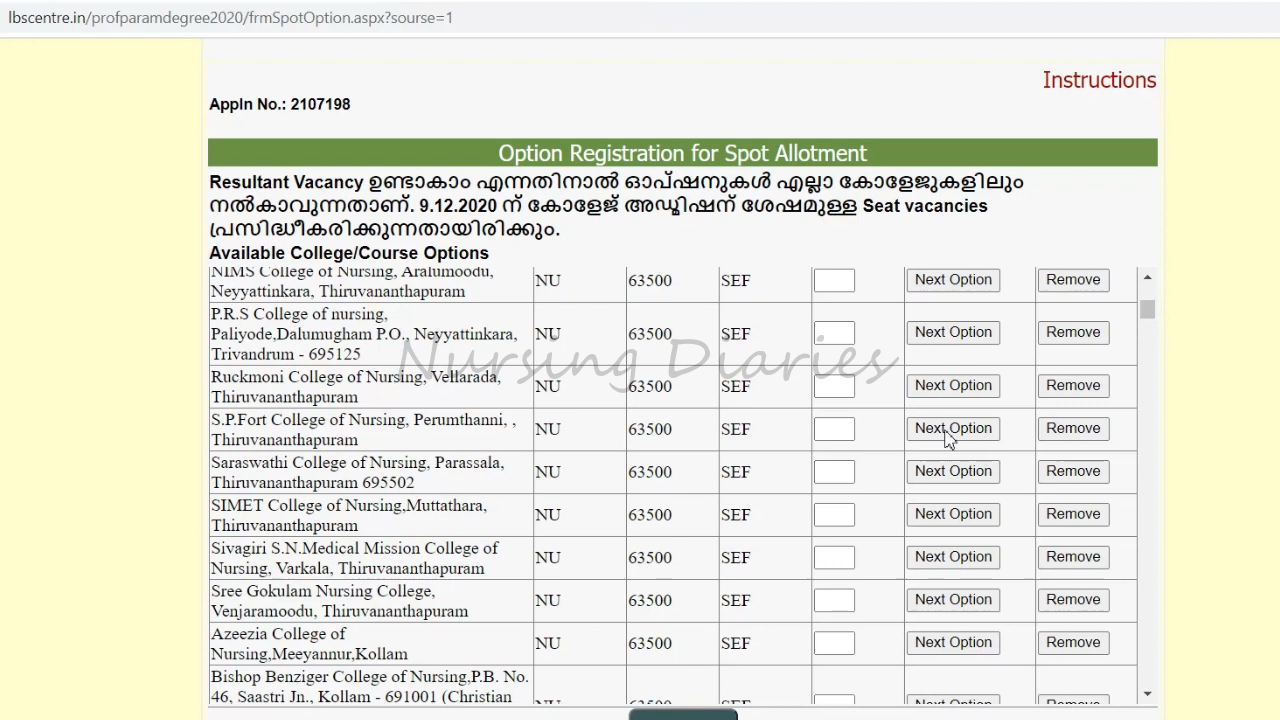 lbscentre.in/profparamdegree2020/frmSpotOption.aspx?sourse=1
Instructions
Appln No.: 2107198
Option Registration for Spot Allotment
Resultant Vacancy ഉണ്ടാകാം എന്നതിനാൽ ഓപ്ഷനുകൾ എല്ലാ കോളേജുകളിലും
നൽകാവുന്നതാണ്. 9.12.2020 ന് കോളേജ് അഡ്മിഷന് ശേഷമുള്ള Seat vacancies
പ്രസിദ്ധീകരിക്കുന്നതായിരിക്കും.
Available College/Course Options
NIMS College of Nursing, Aralumoodu,
Neyyattinkara, Thiruvananthapuram NU 63500 SEF Next Option Remove
P.R.S College of nursing,
Paliyode,Dalumugham P.O., Neyyattinkara, NU 63500 SEF Next Option Remove
Trivandrum - 695125
Nursing Diaries
Ruckmoni College of Nursing, Vellarada,
Thiruvananthapuram NU 63500 SEF Next Option Remove
S.P.Fort College of Nursing, Perumthanni, ,
Thiruvananthapuram NU 63500 SEF Next Option Remove
Saraswathi College of Nursing, Parassala,
Thiruvananthapuram 695502 NU 63500 SEF Next Option Remove
SIMET College of Nursing,Muttathara,
Thiruvananthapuram NU 63500 SEF Next Option Remove
Sivagiri S.N.Medical Mission College of
Nursing, Varkala, Thiruvananthapuram NU 63500 SEF Next Option Remove
Sree Gokulam Nursing College,
Venjaramoodu, Thiruvananthapuram NU 63500 SEF Next Option Remove
Azeezia College of
Nursing,Meeyannur,Kollam NU 63500 SEF Next Option Remove
Bishop Benziger College of Nursing,P.B. No.
46, Saastri Jn., Kollam - 691001 (Christian NU 63500 SEF Next Option Remove